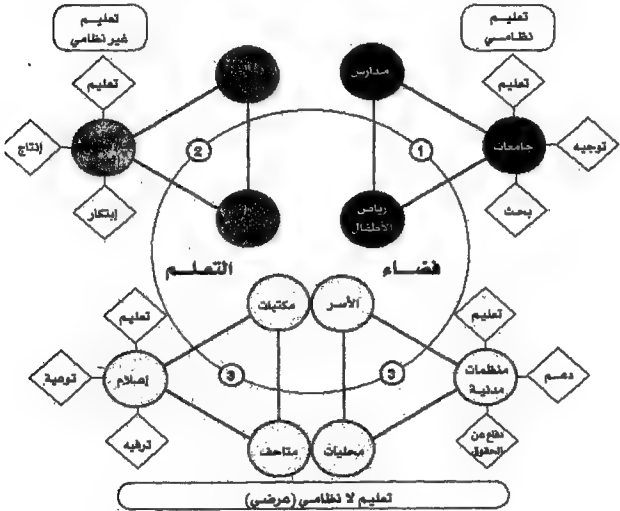 تعليم
نظامي
تعليم
غير نظامي
مدارس
تعليم
جامعات
توجيه
بحث
رياض
الأطفال
1
تعليم
إنتاج
إبتكار
2
فضاء
التعلم
الأسر
مكتبات
تعليم
منظمات
مدنية
دعم
دفاع عن
الحقوق
محليات
3
تعليم
إعلام
توعية
ترفيه
متاحف
3
تعليم لا نظامي (عرضي)